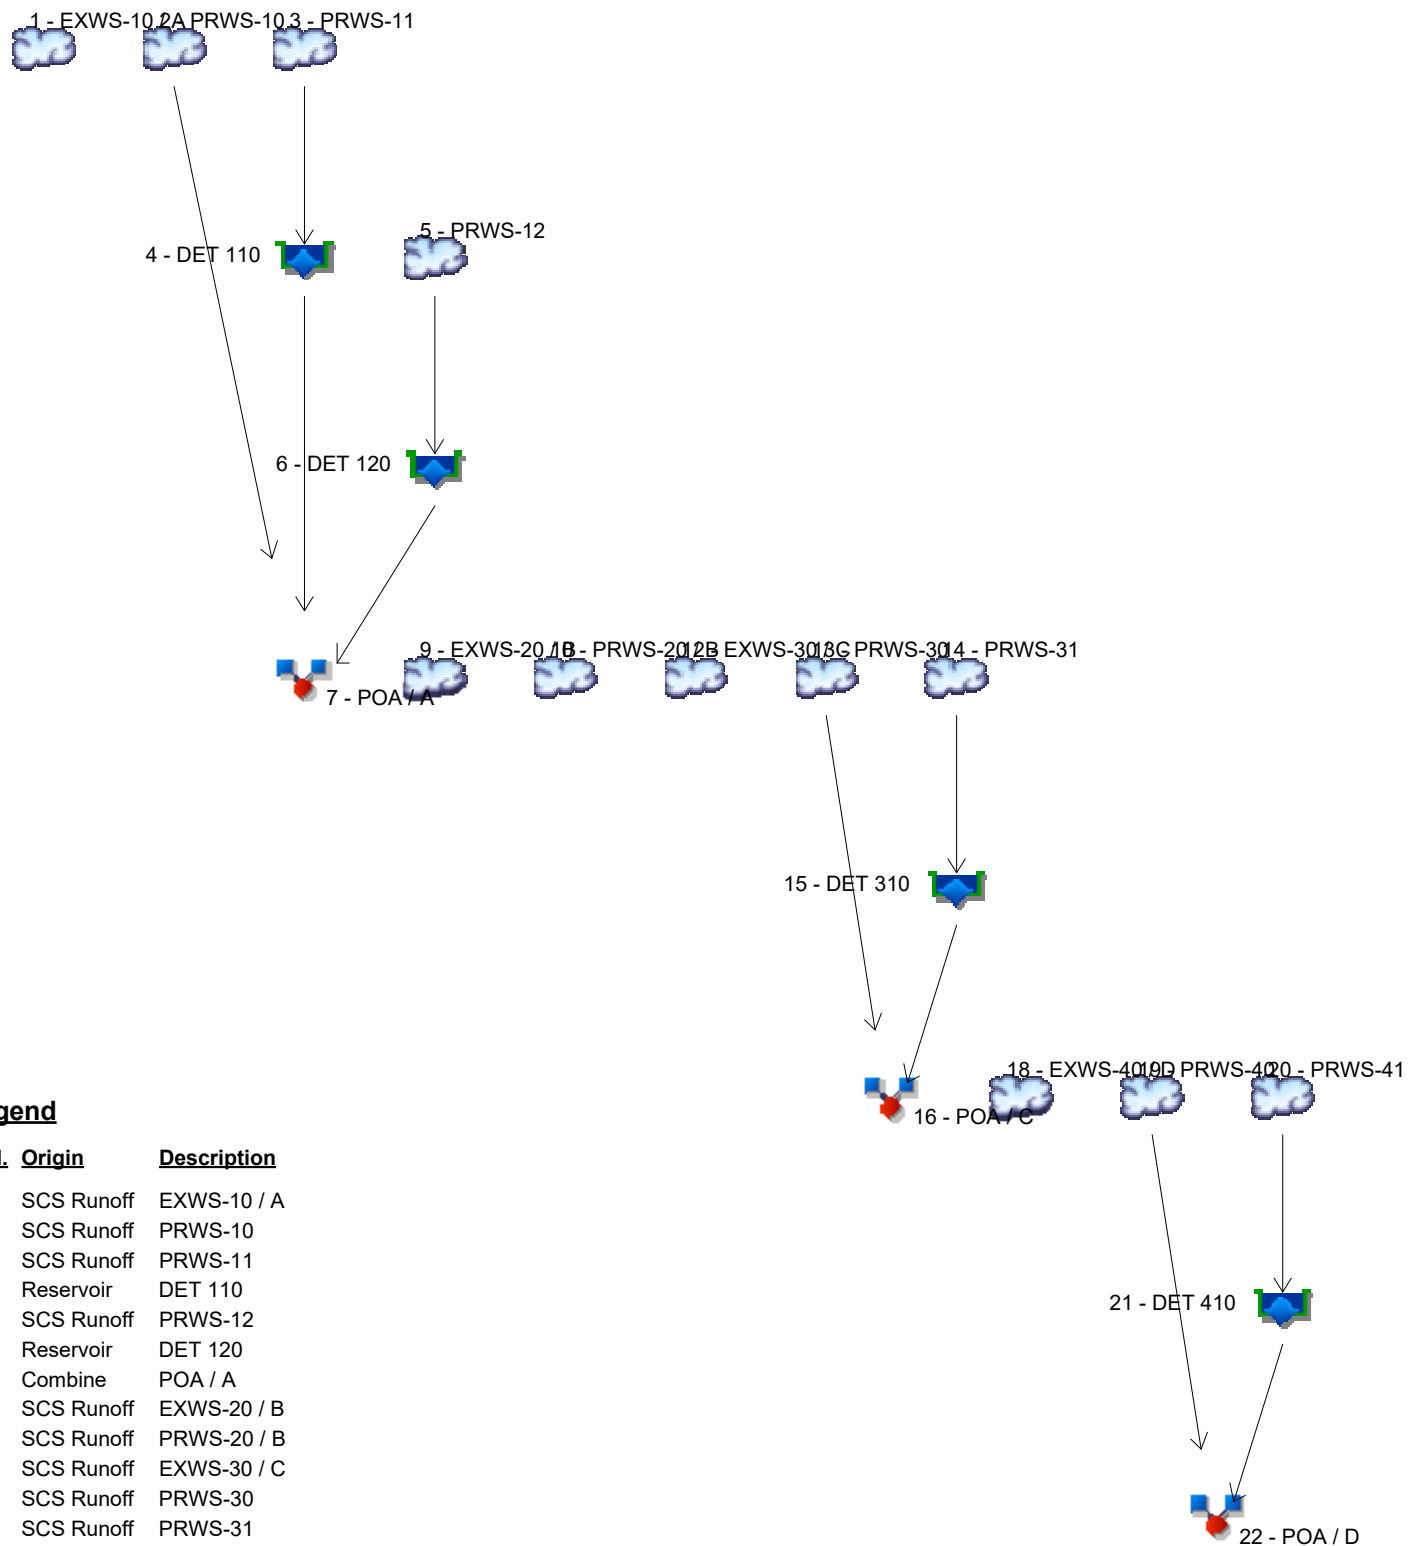 1 - EXWS-10 / A
2 - PRWS-10
3 - PRWS-11
4 - DET 110
5 - PRWS-12
6 - DET 120
7 - POA / A
9 - EXWS-20 / B
10 - PRWS-20 / B
12 - EXWS-30 / C
13 - PRWS-30
14 - PRWS-31
15 - DET 310
16 - POA / C
18 - EXWS-40 / D
19 - PRWS-40
20 - PRWS-41
21 - DET 410
22 - POA / D
gend
. Origin Description
SCS Runoff EXWS-10 / A
SCS Runoff PRWS-10
SCS Runoff PRWS-11
Reservoir DET 110
SCS Runoff PRWS-12
Reservoir DET 120
Combine POA / A
SCS Runoff EXWS-20 / B
SCS Runoff PRWS-20 / B
SCS Runoff EXWS-30 / C
SCS Runoff PRWS-30
SCS Runoff PRWS-31